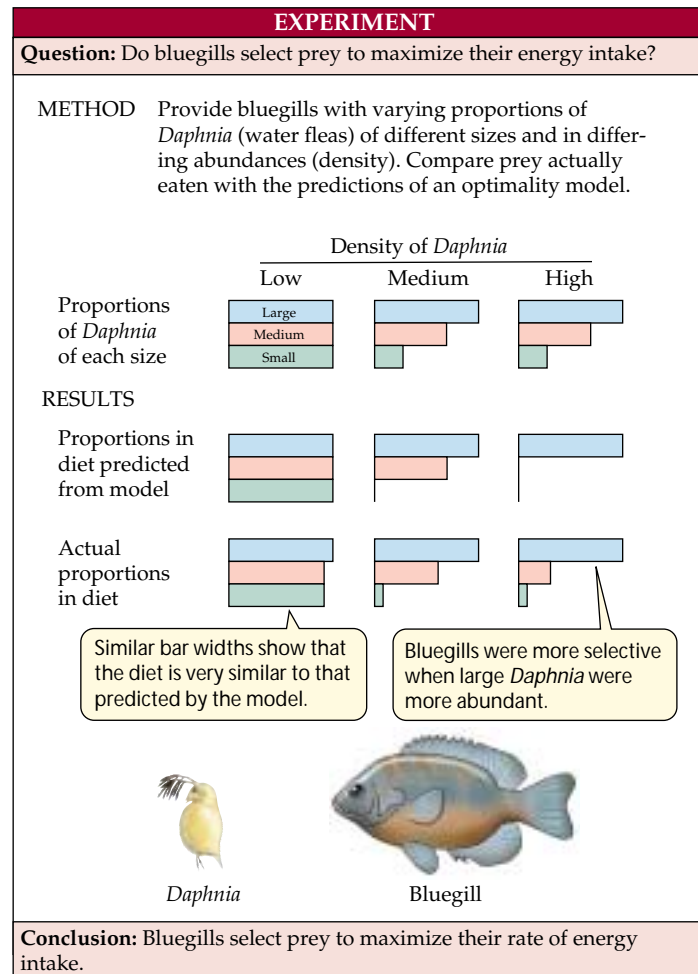 EXPERIMENT
Question: Do bluegills select prey to maximize their energy intake?
METHOD Provide bluegills with varying proportions of
Daphnia (water fleas) of different sizes and in differ-
ing abundances (density). Compare prey actually
eaten with the predictions of an optimality model.
Density of Daphnia
Low Medium High
Proportions
of Daphnia
of each size
Large
Medium
Small
RESULTS
Proportions in
diet predicted
from model
Actual
proportions
in diet
Similar bar widths show that
the diet is very similar to that
predicted by the model.
Bluegills were more selective
when large Daphnia were
more abundant.
Daphnia
Bluegill
Conclusion: Bluegills select prey to maximize their rate of energy
intake.